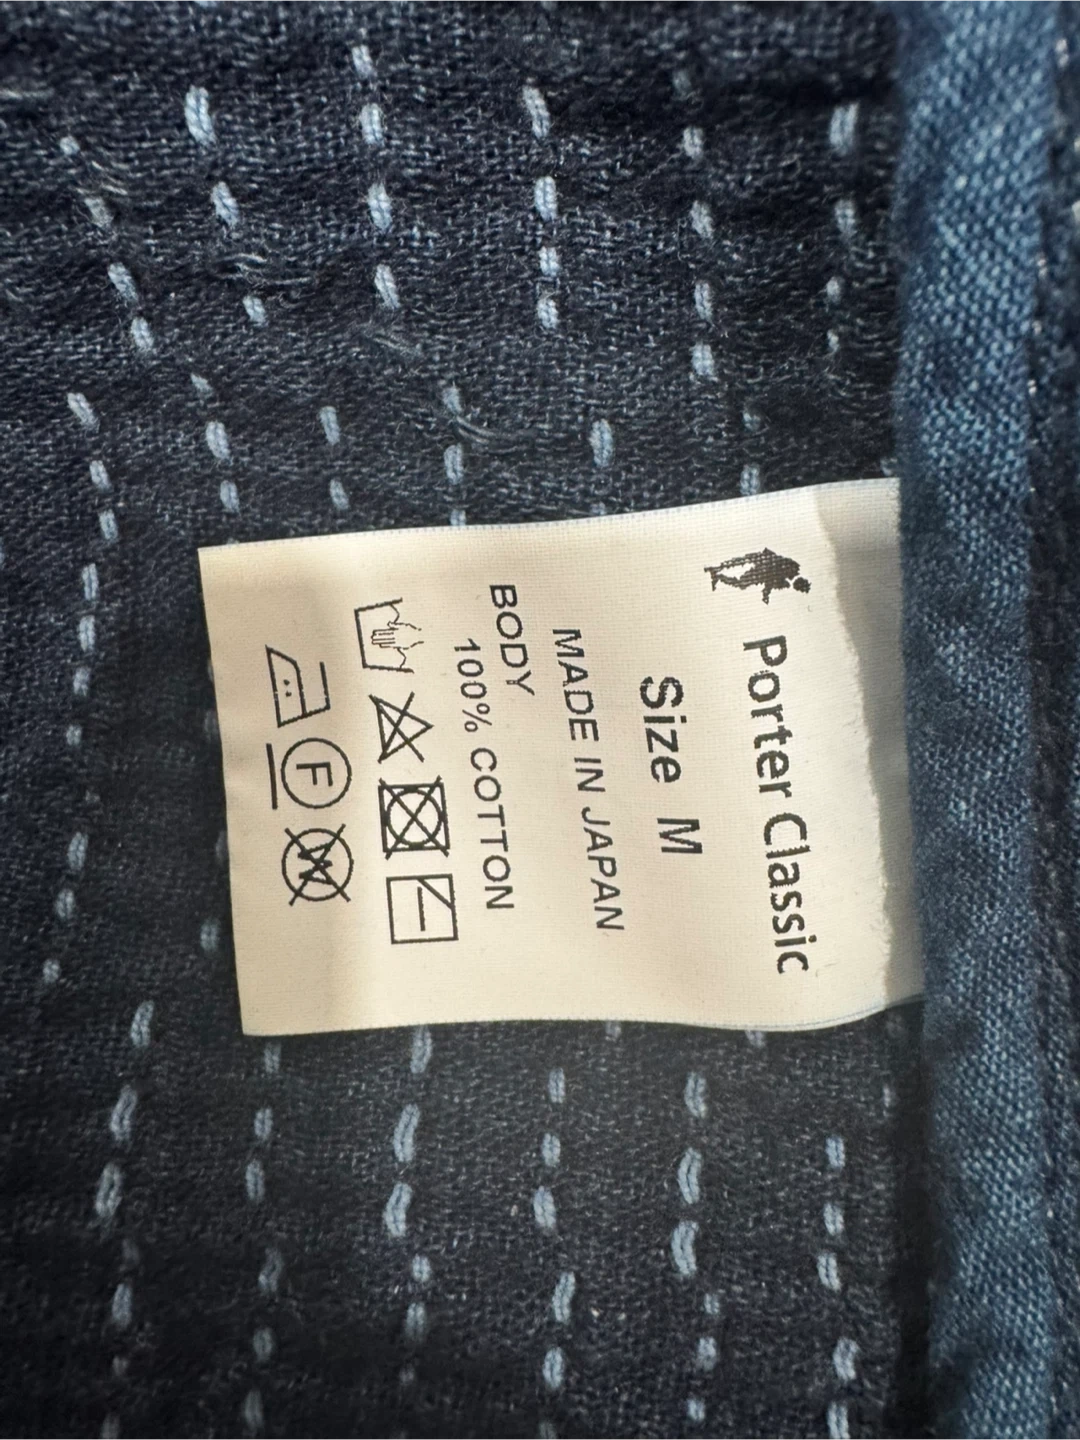 Porter Classic
Size M
MADE IN JAPAN
BODY
100% COTTON
F
W